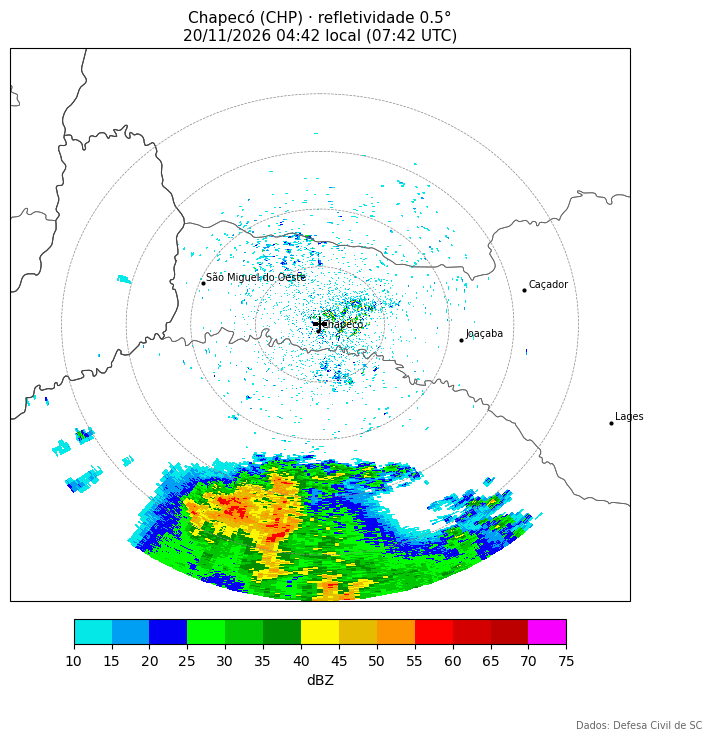 Chapecó (CHP) · refletividade 0.5°
20/11/2026 04:42 local (07:42 UTC)
São Miguel do Oeste
Caçador
Chapecó
Joaçaba
Lages
10 15 20 25 30 35 40 45 50 55 60 65 70 75
dBZ
Dados: Defesa Civil de SC